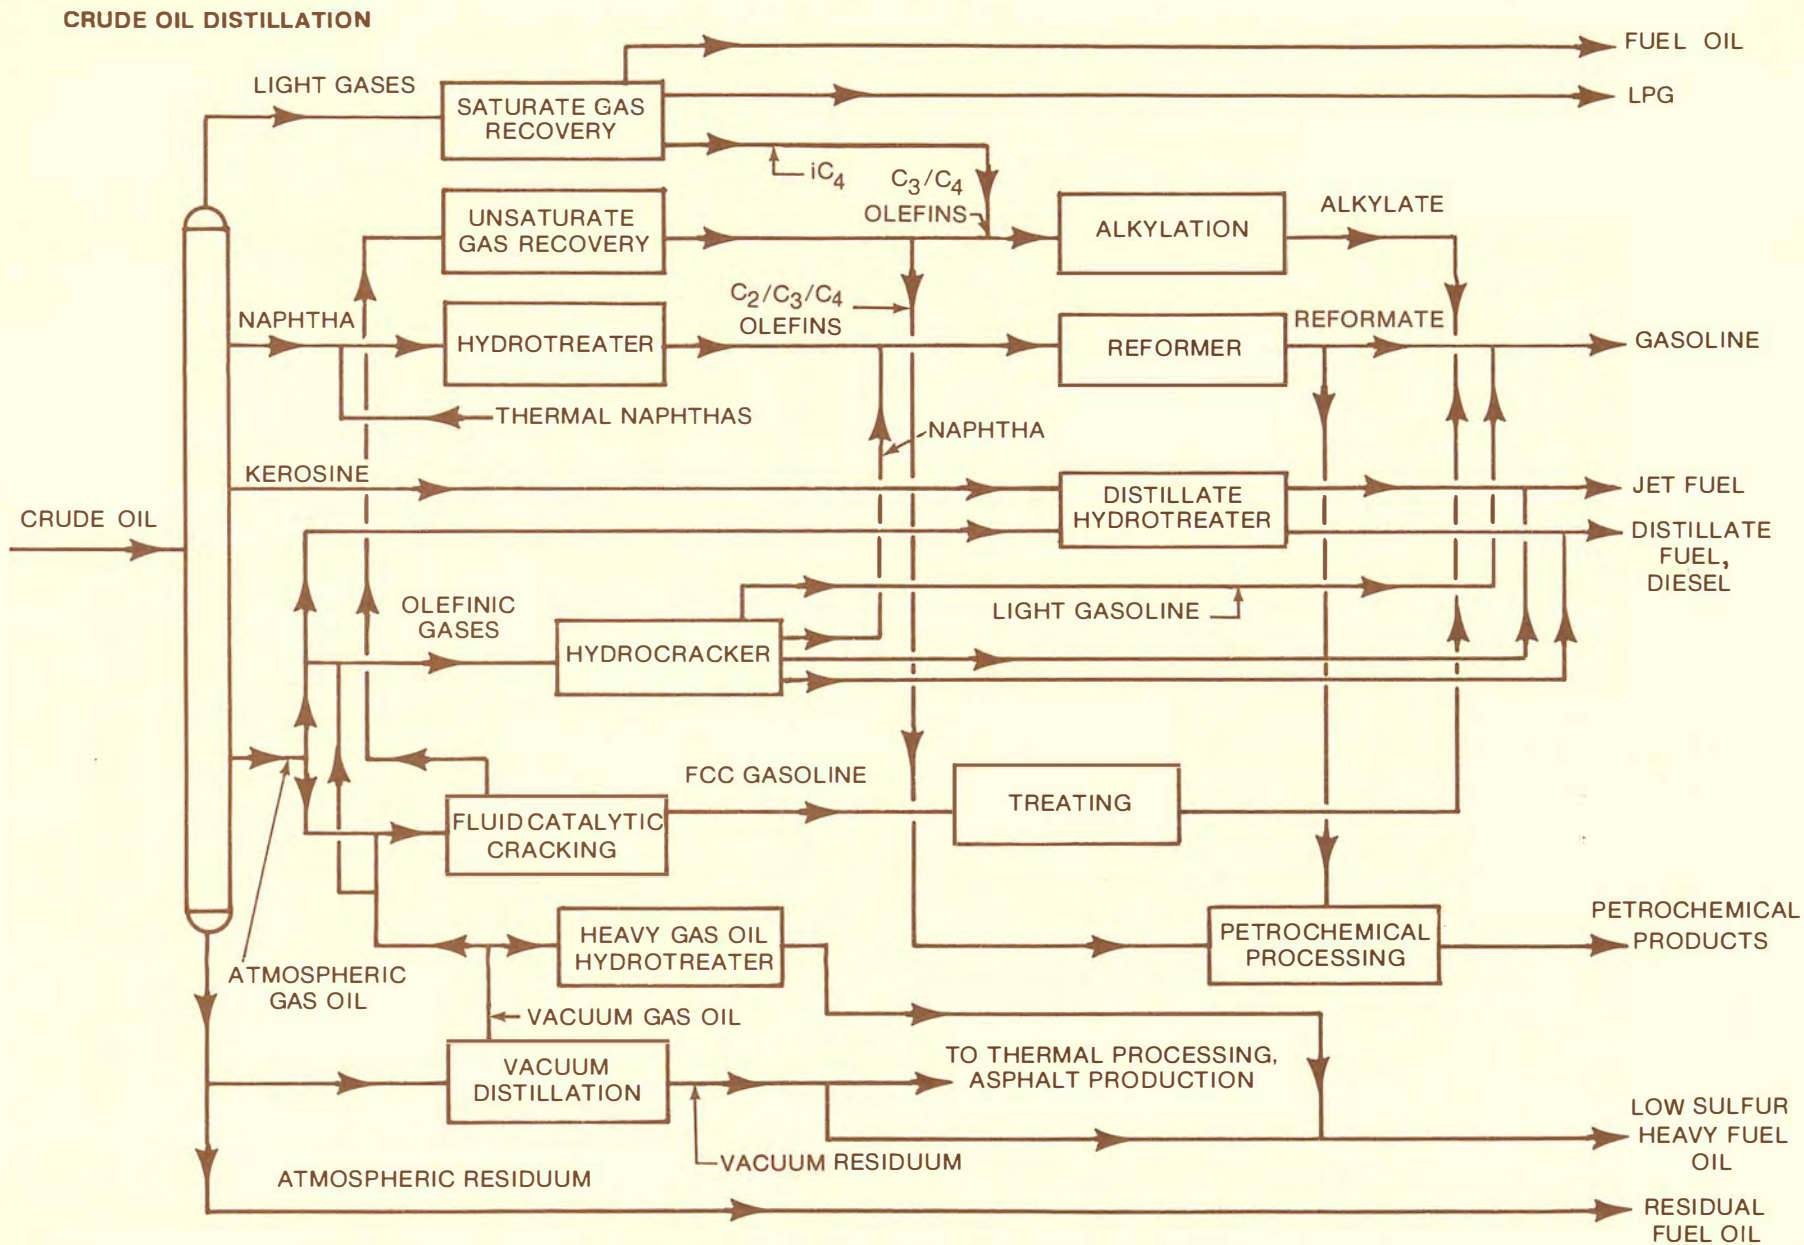 CRUDE OIL DISTILLATION
FUEL OIL
LIGHT GASES
SATURATE GAS
RECOVERY
LPG
iC4
C3/C4
OLEFINS
UNSATURATE
GAS RECOVERY
ALKYLATION
ALKYLATE
C2/C3/C4
OLEFINS
NAPHTHA
HYDROTREATER
REFORMER
REFORMATE
GASOLINE
THERMAL NAPHTHAS
NAPHTHA
KEROSINE
DISTILLATE
HYDROTREATER
JET FUEL
CRUDE OIL
DISTILLATE
FUEL,
DIESEL
OLEFINIC
GASES
HYDROCRACKER
LIGHT GASOLINE
FCC GASOLINE
FLUID CATALYTIC
CRACKING
TREATING
ATMOSPHERIC
GAS OIL
HEAVY GAS OIL
HYDROTREATER
PETROCHEMICAL
PROCESSING
PETROCHEMICAL
PRODUCTS
VACUUM GAS OIL
VACUUM
DISTILLATION
TO THERMAL PROCESSING,
ASPHALT PRODUCTION
VACUUM RESIDUUM
LOW SULFUR
HEAVY FUEL
OIL
ATMOSPHERIC RESIDUUM
RESIDUAL
FUEL OIL